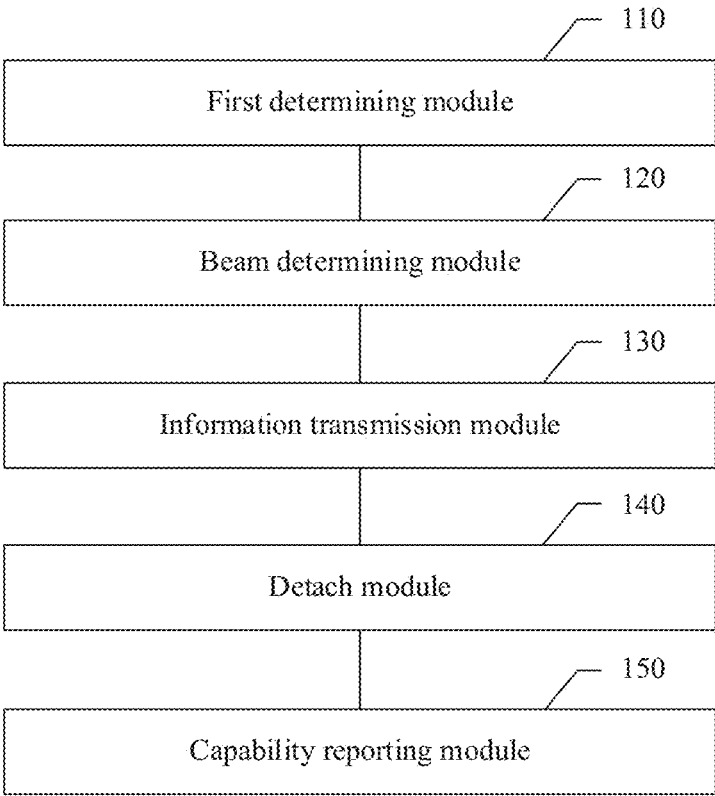 110
First determining module
120
Beam determining module
130
Information transmission module
140
Detach module
150
Capability reporting module